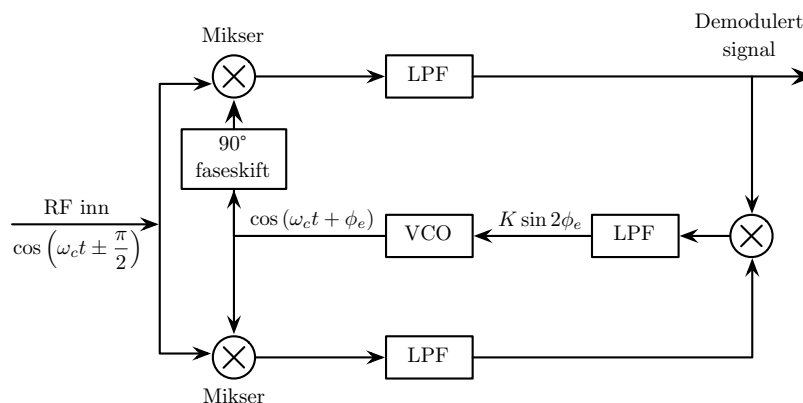 Mikser
Demodulert
signal
LPF
90°
faseskift
RF inn
cos(ω_c t ± π/2)
cos (ω_c t + ϕ_e)
VCO
K sin 2ϕ_e
LPF
LPF
Mikser